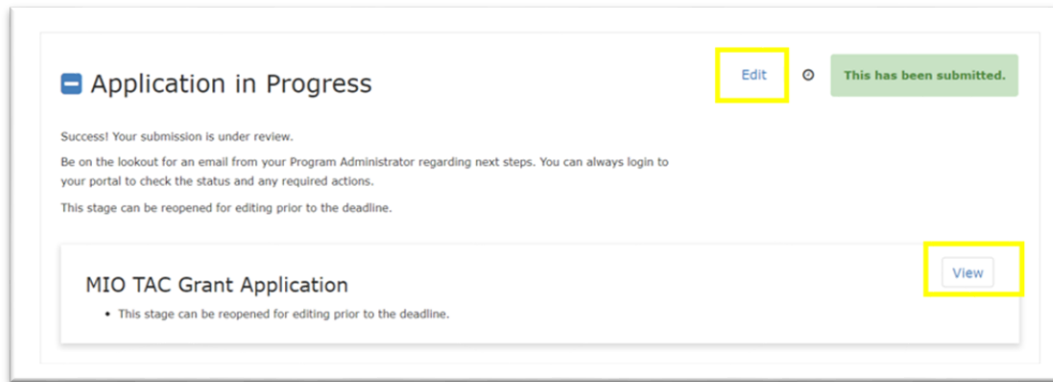 Application in Progress
Edit
This has been submitted.
Success! Your submission is under review.
Be on the lookout for an email from your Program Administrator regarding next steps. You can always login to
your portal to check the status and any required actions.
This stage can be reopened for editing prior to the deadline.
MIO TAC Grant Application
View
• This stage can be reopened for editing prior to the deadline.